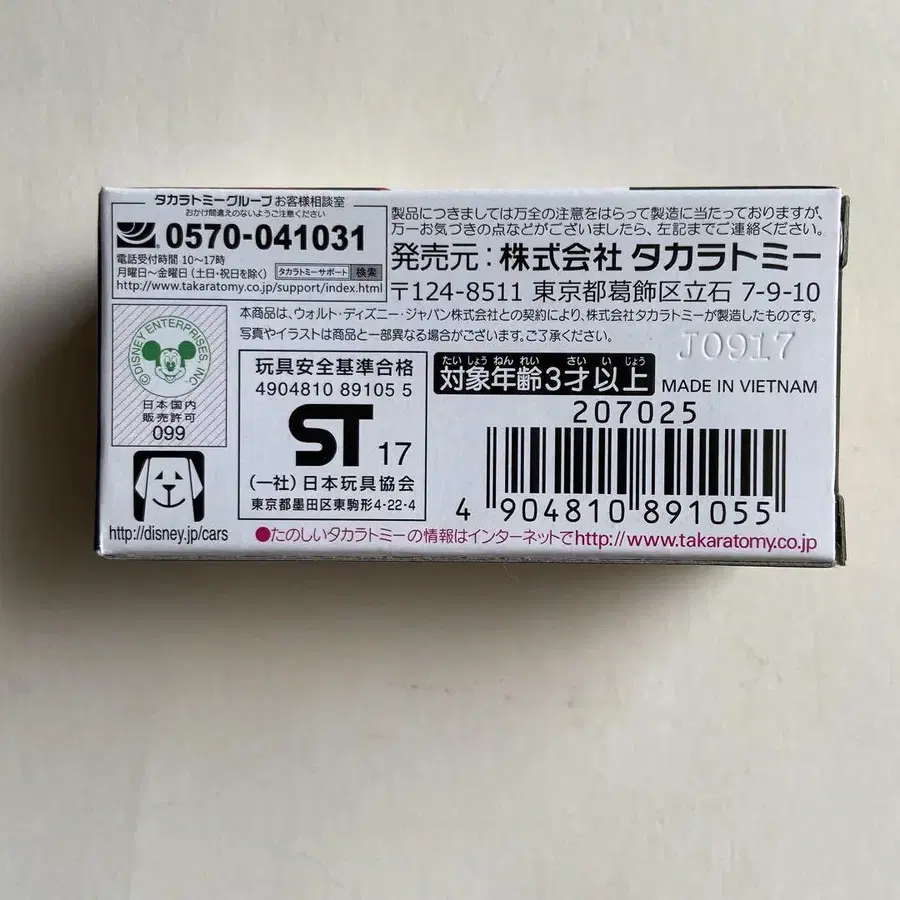 タカラトミーグループ お客様相談室
おかけ間違えのないようご注意ください
0570-041031
電話受付時間 10〜17時
月曜日〜金曜日 (土日・祝日を除く) タカラトミーサポート 検索
http://www.takaratomy.co.jp/support/index.html
製品につきましては万全の注意をはらって製造に当たっておりますが、
万一お気づきの点などがございましたら、左記までご連絡ください。
発売元：株式会社 タカラトミー
〒124-8511 東京都葛飾区立石 7-9-10
本商品は、ウォルト・ディズニー・ジャパン株式会社との契約により、株式会社タカラトミーが製造したものです。
写真やイラストは商品と一部異なる場合がございます。ご了承ください。
J0917
©DISNEY ENTERPRISES, INC.
日本国内
販売許可
099
http://disney.jp/cars
玩具安全基準合格
4904810 89105 5
ST 17
(一社)日本玩具協会
東京都墨田区東駒形4-22-4
たいしょうねんれい さいいじょう
対象年齢3才以上
MADE IN VIETNAM
207025
4 904810 891055
●たのしいタカラトミーの情報はインターネットでhttp://www.takaratomy.co.jp